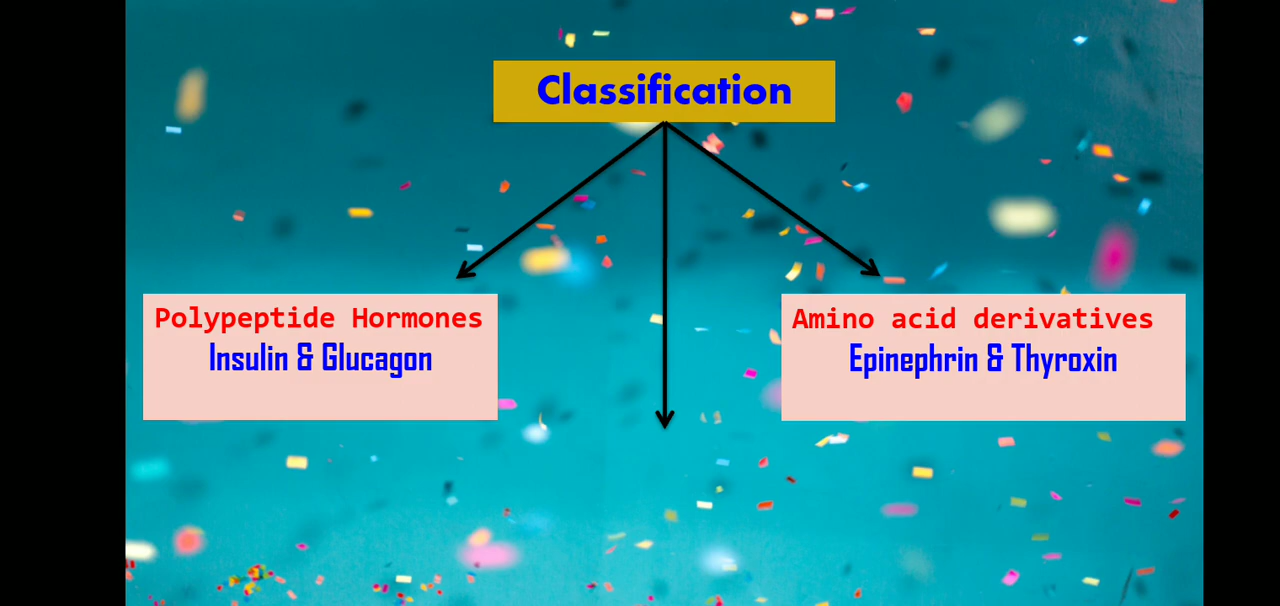 Classification
Polypeptide Hormones
Insulin & Glucagon
Amino acid derivatives
Epinephrin & Thyroxin